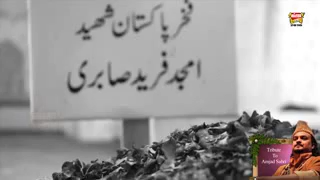 فخر پاکستان شہید
امجد فرید صابری
Tribute
To
Amjad Sabri